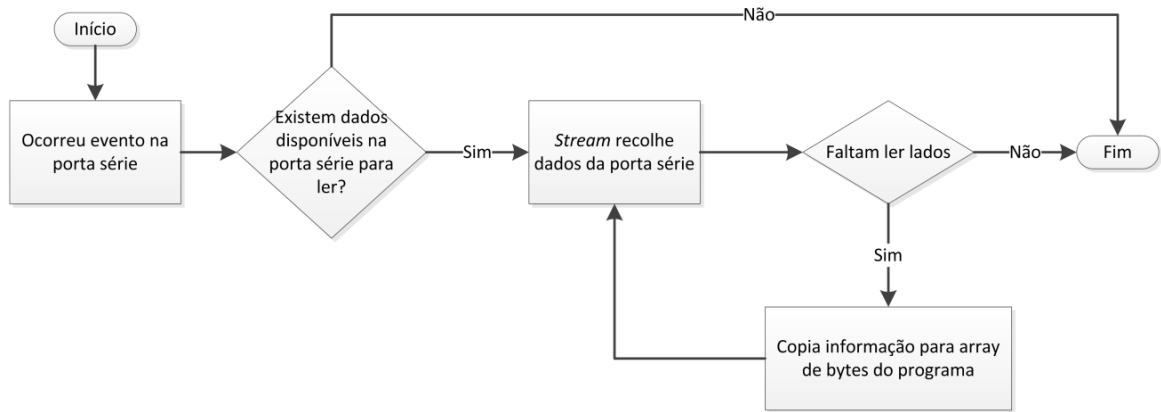 Início
Ocorreu evento na
porta série
Existem dados
disponíveis na
porta série para
ler?
Não
Sim
Stream recolhe
dados da porta série
Faltam ler lados
Não
Fim
Sim
Copia informação para array
de bytes do programa